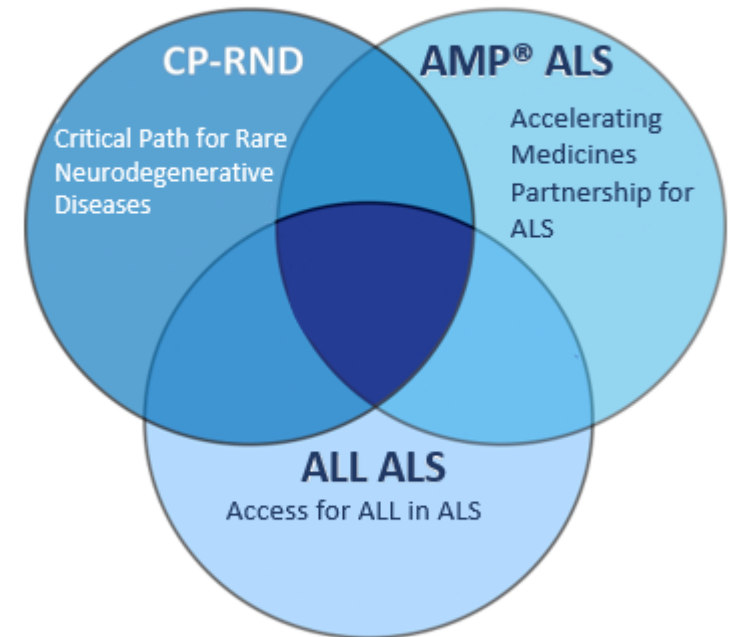 CP-RND
Critical Path for Rare
Neurodegenerative
Diseases
AMP® ALS
Accelerating
Medicines
Partnership for
ALS
ALL ALS
Access for ALL in ALS